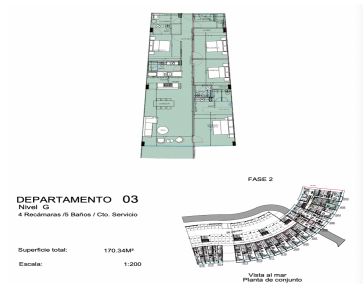 FASE 2
DEPARTAMENTO 03
Nivel G
4 Recámaras /5 Baños / Cto. Servicio
Superficie total: 170.34M²
Escala: 1:200
Vista al mar
Planta de conjunto